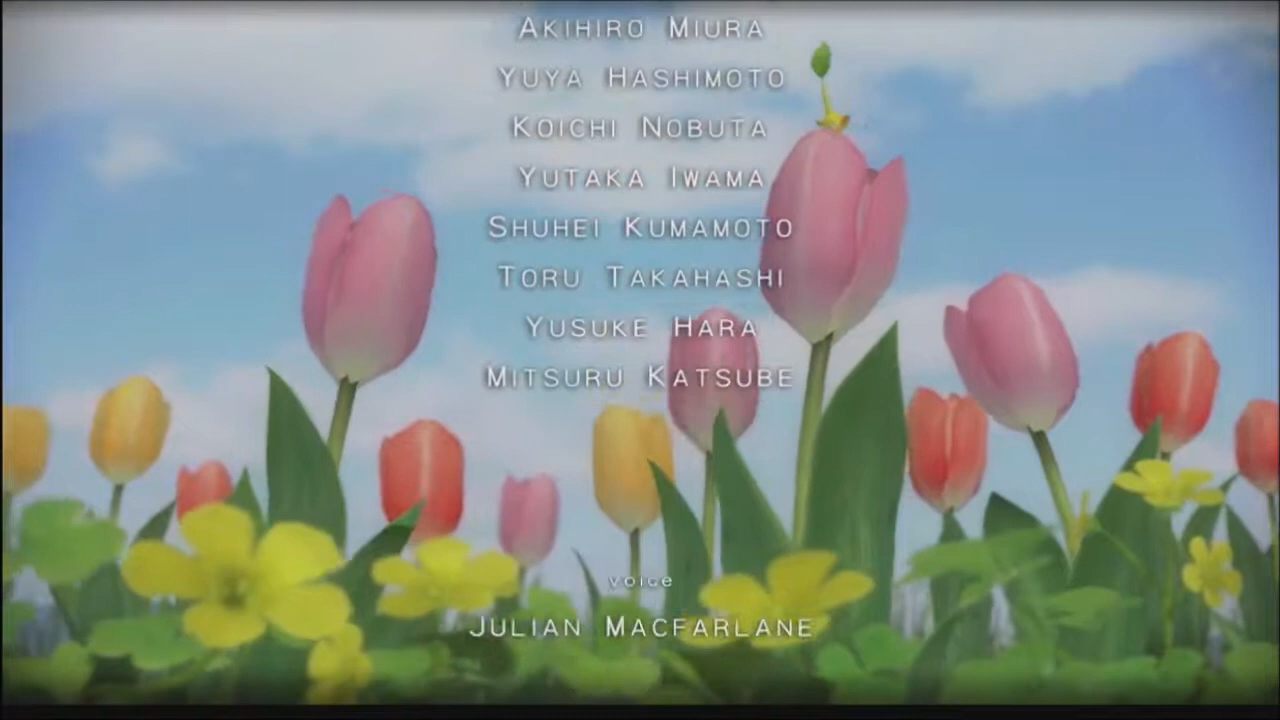 AKIHIRO MIURA
YUYA HASHIMOTO
KOICHI NOBUTA
YUTAKA IWAMA
SHUHEI KUMAMOTO
TORU TAKAHASHI
YUSUKE HARA
MITSURU KATSUBE
voice
JULIAN MACFARLANE